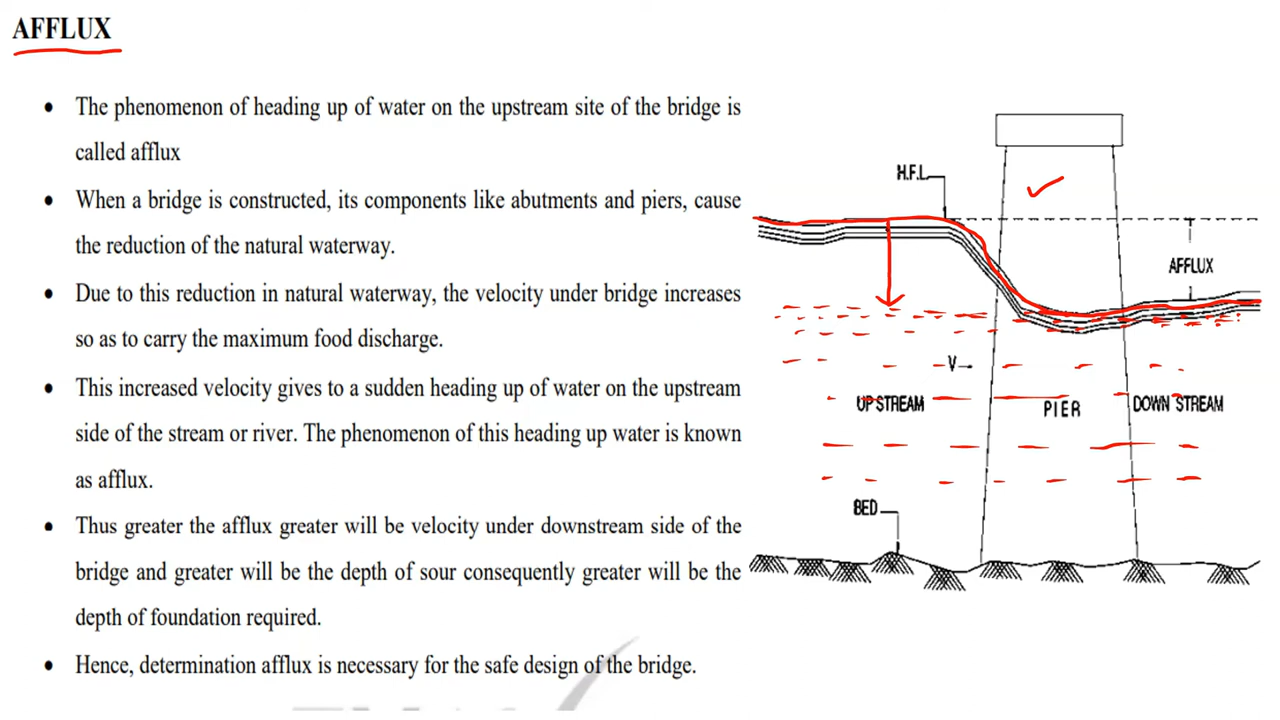 AFFLUX
• The phenomenon of heading up of water on the upstream site of the bridge is
called afflux
• When a bridge is constructed, its components like abutments and piers, cause
the reduction of the natural waterway.
• Due to this reduction in natural waterway, the velocity under bridge increases
so as to carry the maximum food discharge.
• This increased velocity gives to a sudden heading up of water on the upstream
side of the stream or river. The phenomenon of this heading up water is known
as afflux.
• Thus greater the afflux greater will be velocity under downstream side of the
bridge and greater will be the depth of sour consequently greater will be the
depth of foundation required.
• Hence, determination afflux is necessary for the safe design of the bridge.
H.F.L.
AFFLUX
V
UPSTREAM
PIER
DOWN STREAM
BED